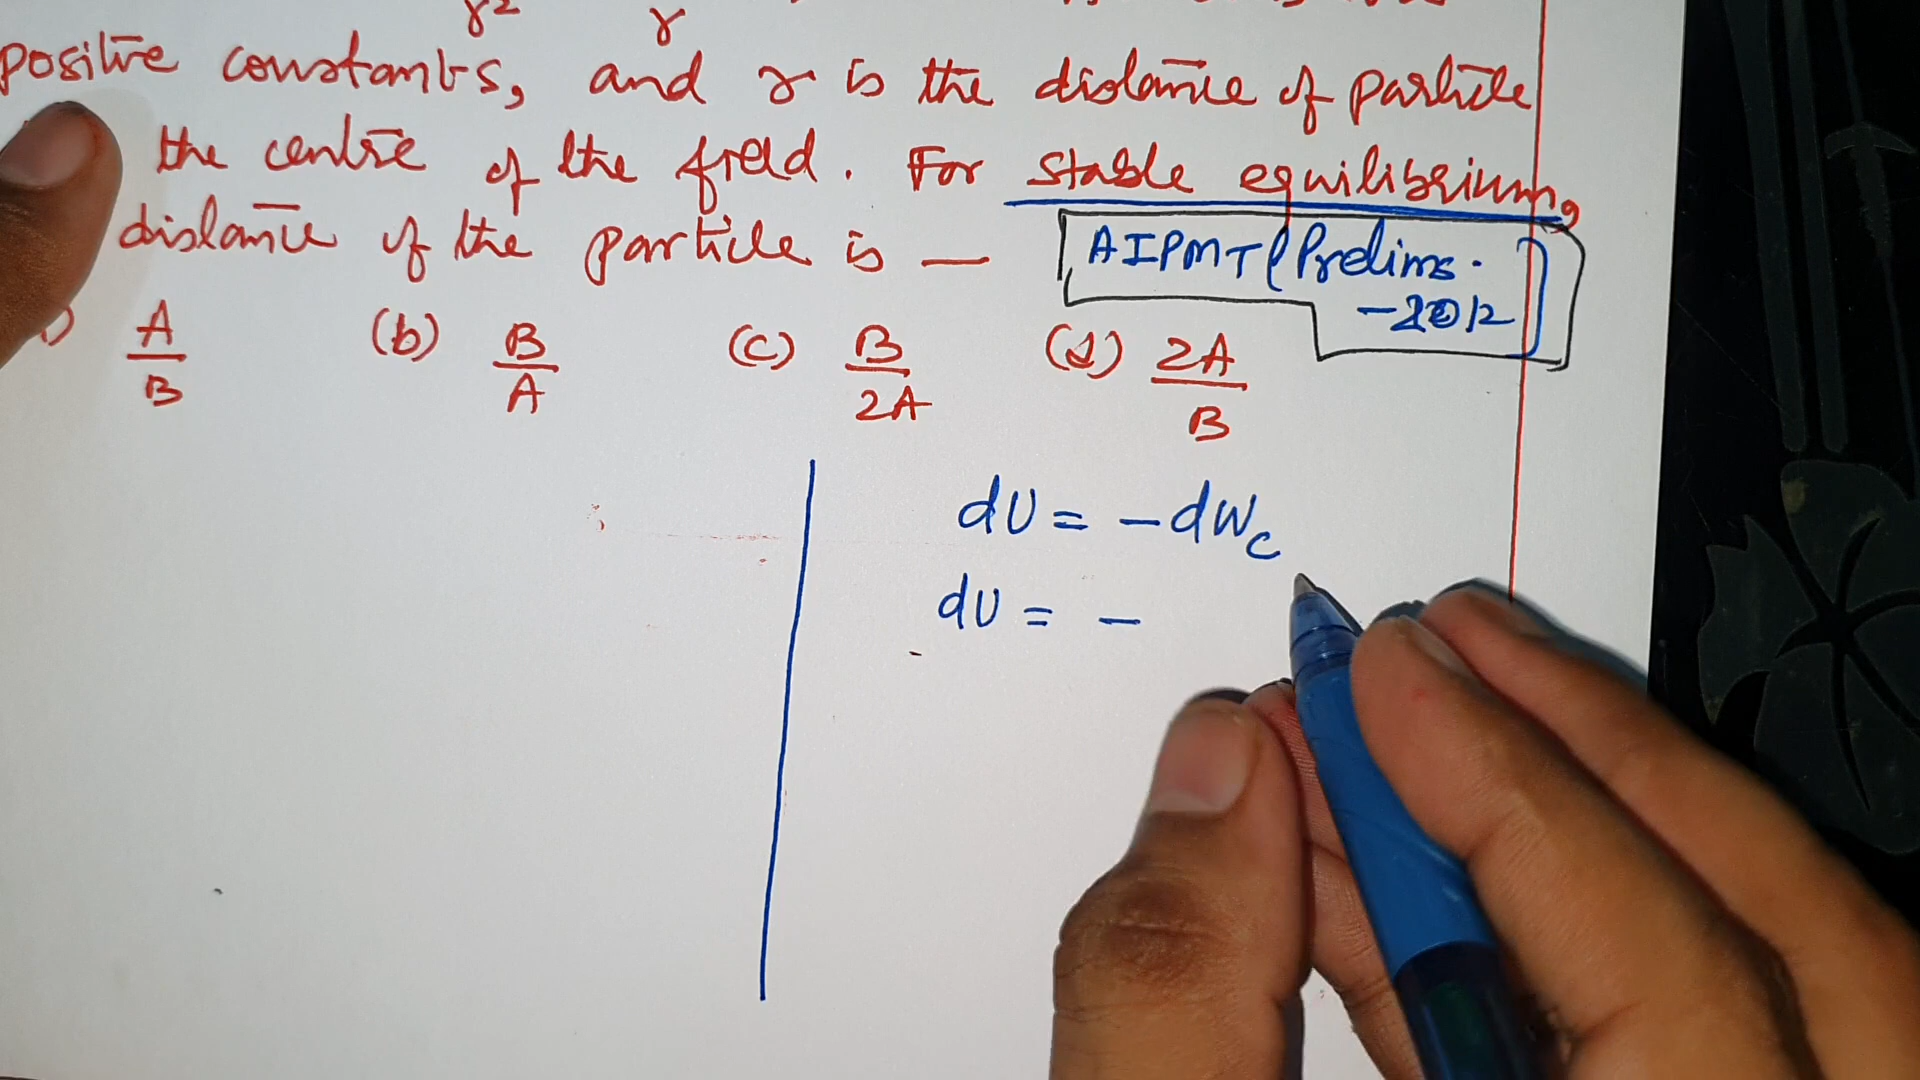 r² r
positive constants, and r is the distance of particle
the centre of the field. For stable equilibrium,
distance of the particle is —
AIPMT (Prelims.
-2012
) A/B (b) B/A (c) B/2A (d) 2A/B
dU = -dWc
dU = -